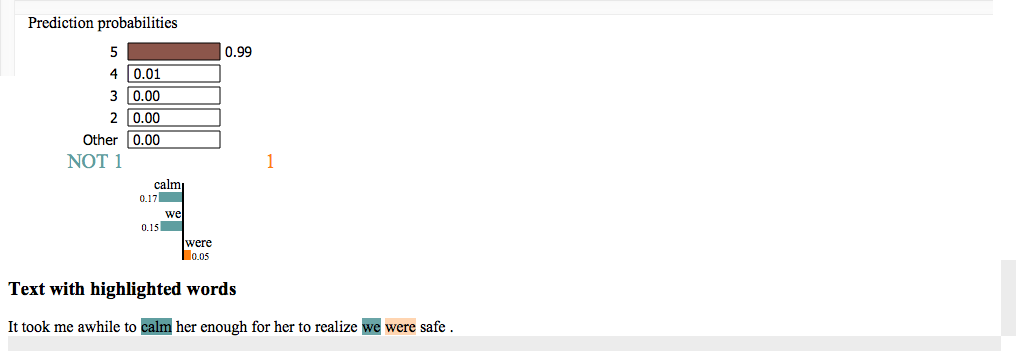 Prediction probabilities
5 0.99
4 0.01
3 0.00
2 0.00
Other 0.00
NOT 1 1
calm
0.17
we
0.15
were
0.05
Text with highlighted words
It took me awhile to calm her enough for her to realize we were safe .